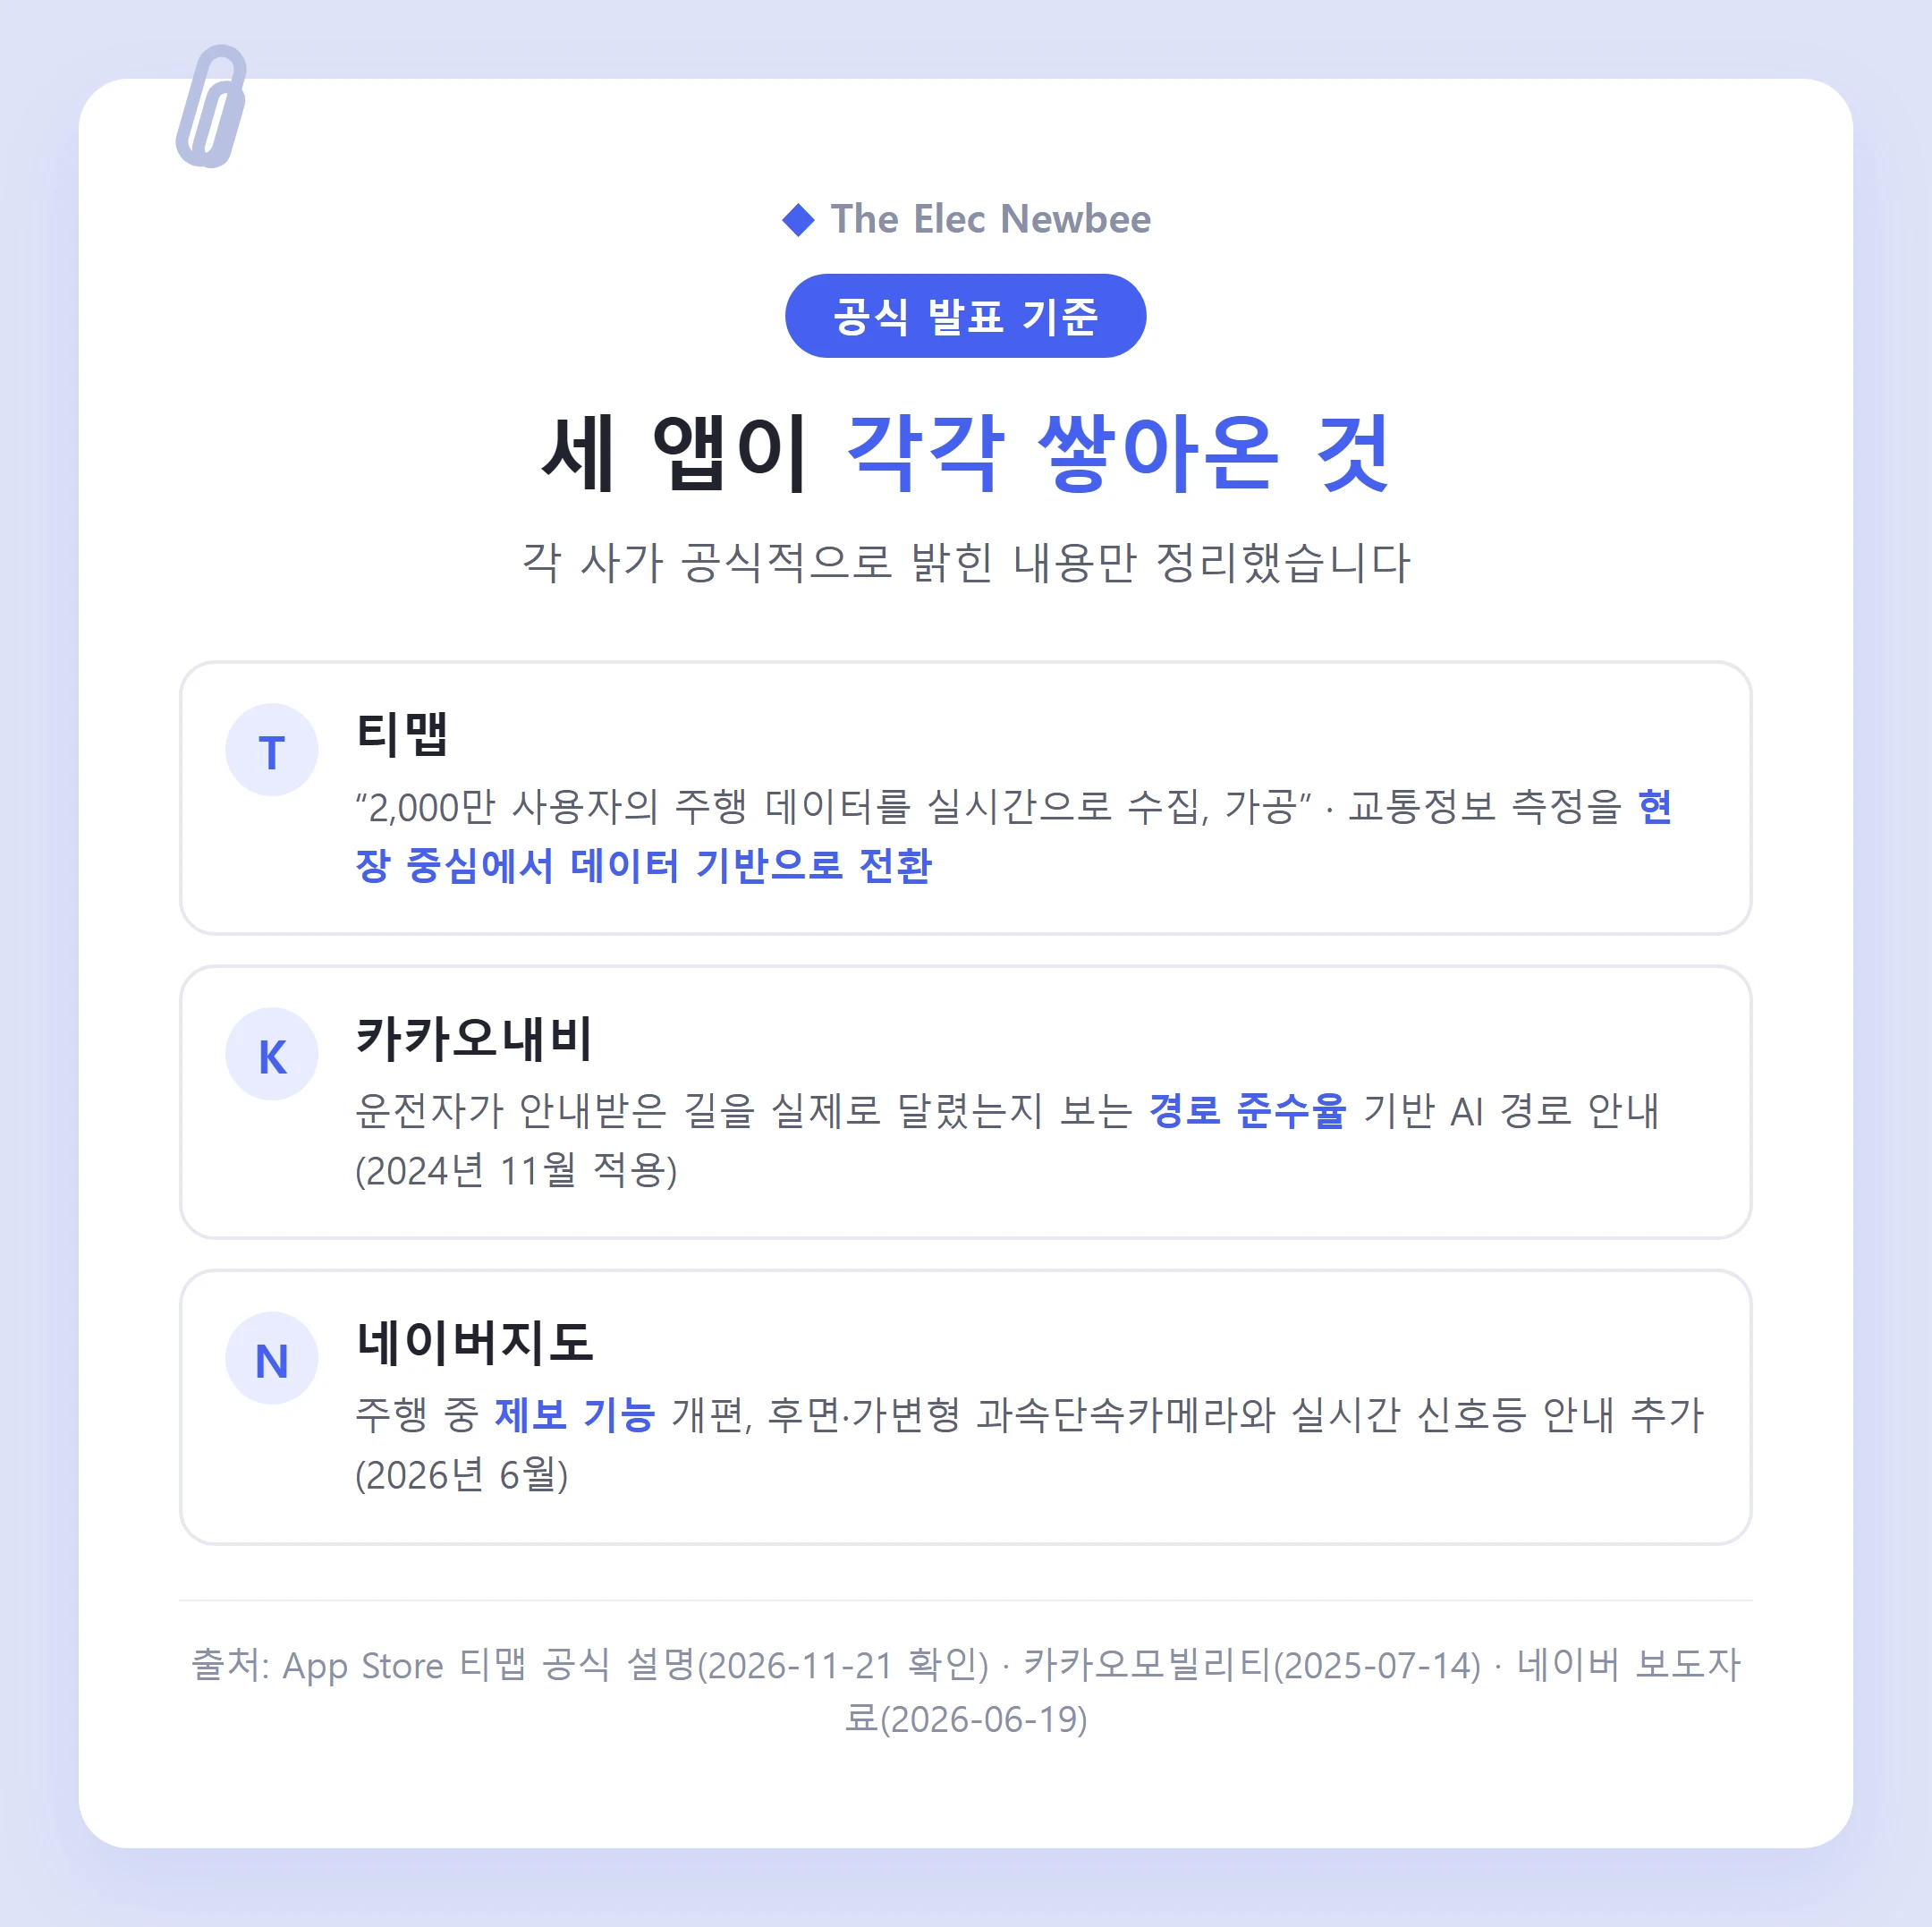 The Elec Newbee
공식 발표 기준
세 앱이 각각 쌓아온 것
각 사가 공식적으로 밝힌 내용만 정리했습니다
T
티맵
“2,000만 사용자의 주행 데이터를 실시간으로 수집, 가공” · 교통정보 측정을 현
장 중심에서 데이터 기반으로 전환
K
카카오내비
운전자가 안내받은 길을 실제로 달렸는지 보는 경로 준수율 기반 AI 경로 안내
(2024년 11월 적용)
N
네이버지도
주행 중 제보 기능 개편, 후면·가변형 과속단속카메라와 실시간 신호등 안내 추가
(2026년 6월)
출처: App Store 티맵 공식 설명(2026-11-21 확인) · 카카오모빌리티(2025-07-14) · 네이버 보도자
료(2026-06-19)